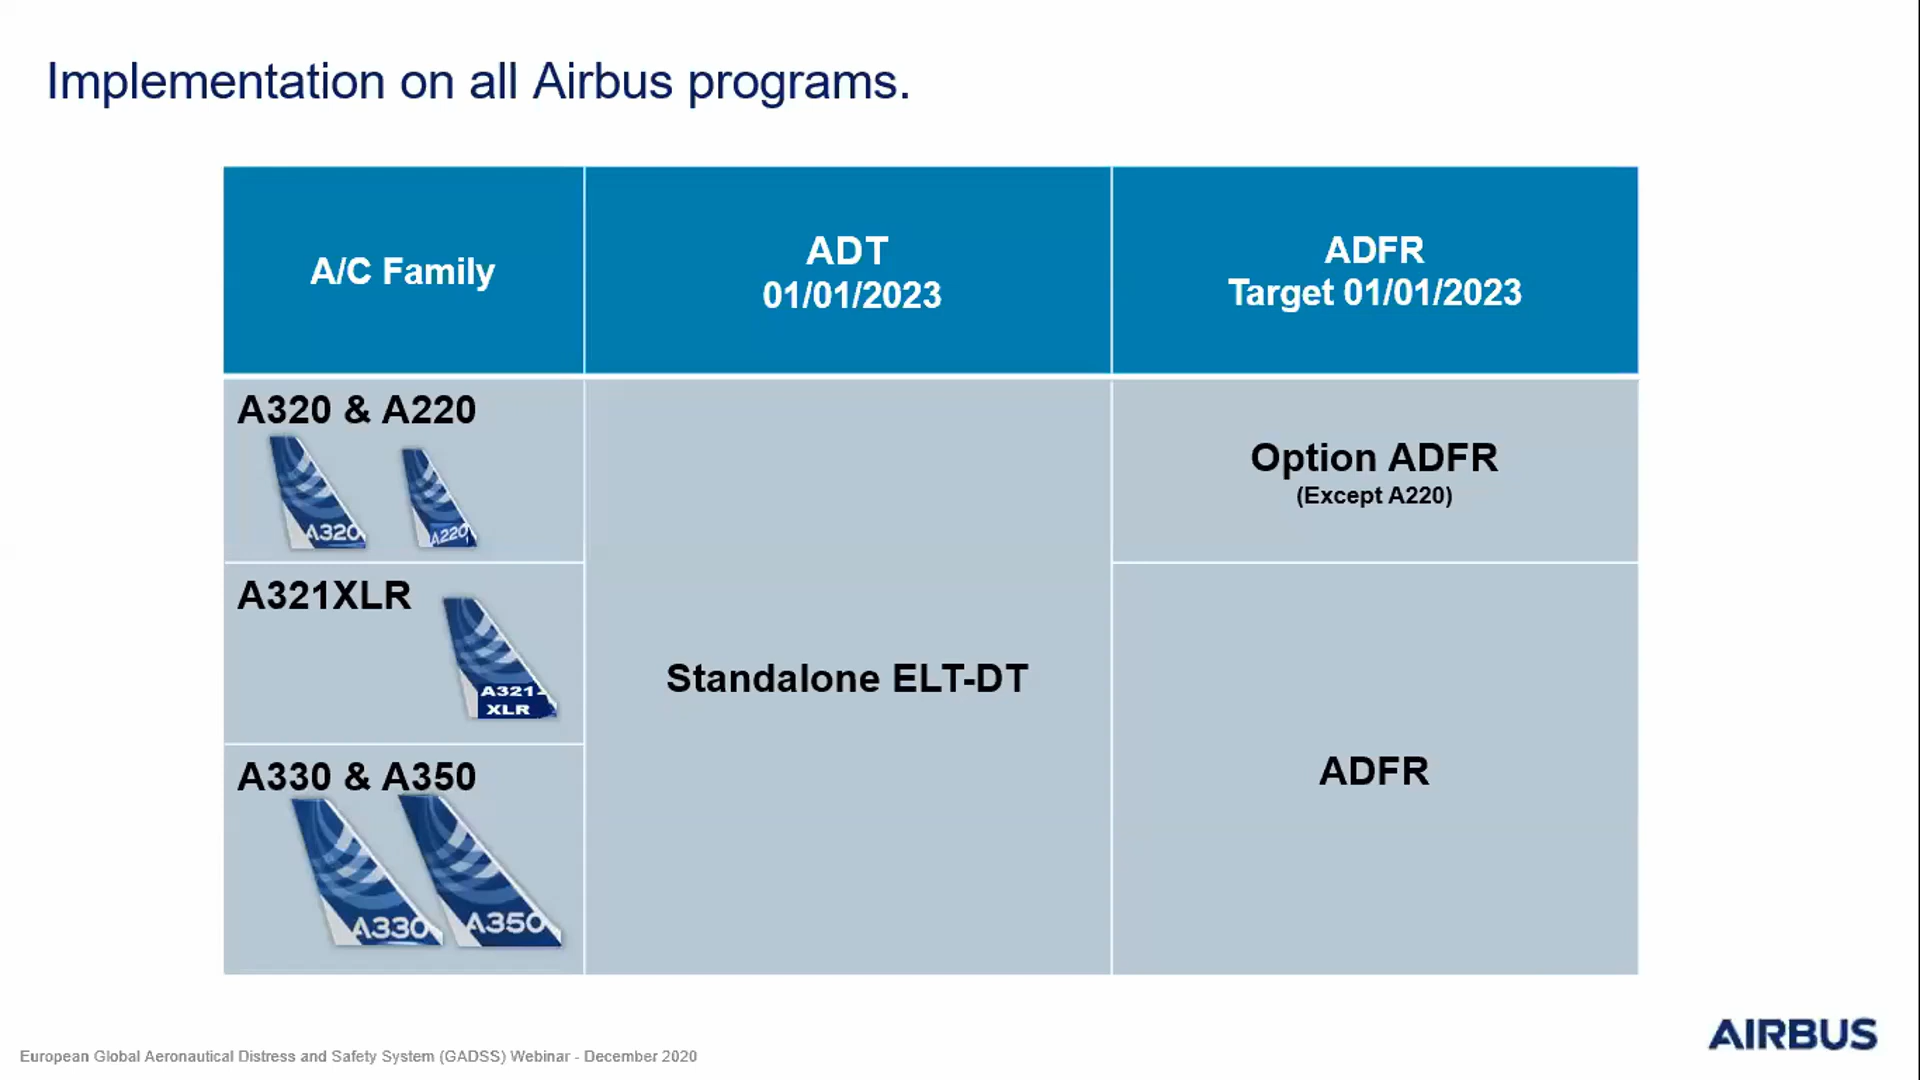 Implementation on all Airbus programs.
A/C Family
ADT
01/01/2023
ADFR
Target 01/01/2023
A320 & A220
A320
A220
Option ADFR
(Except A220)
A321XLR
A321-
XLR
Standalone ELT-DT
A330 & A350
A330
A350
ADFR
AIRBUS
European Global Aeronautical Distress and Safety System (GADSS) Webinar - December 2020